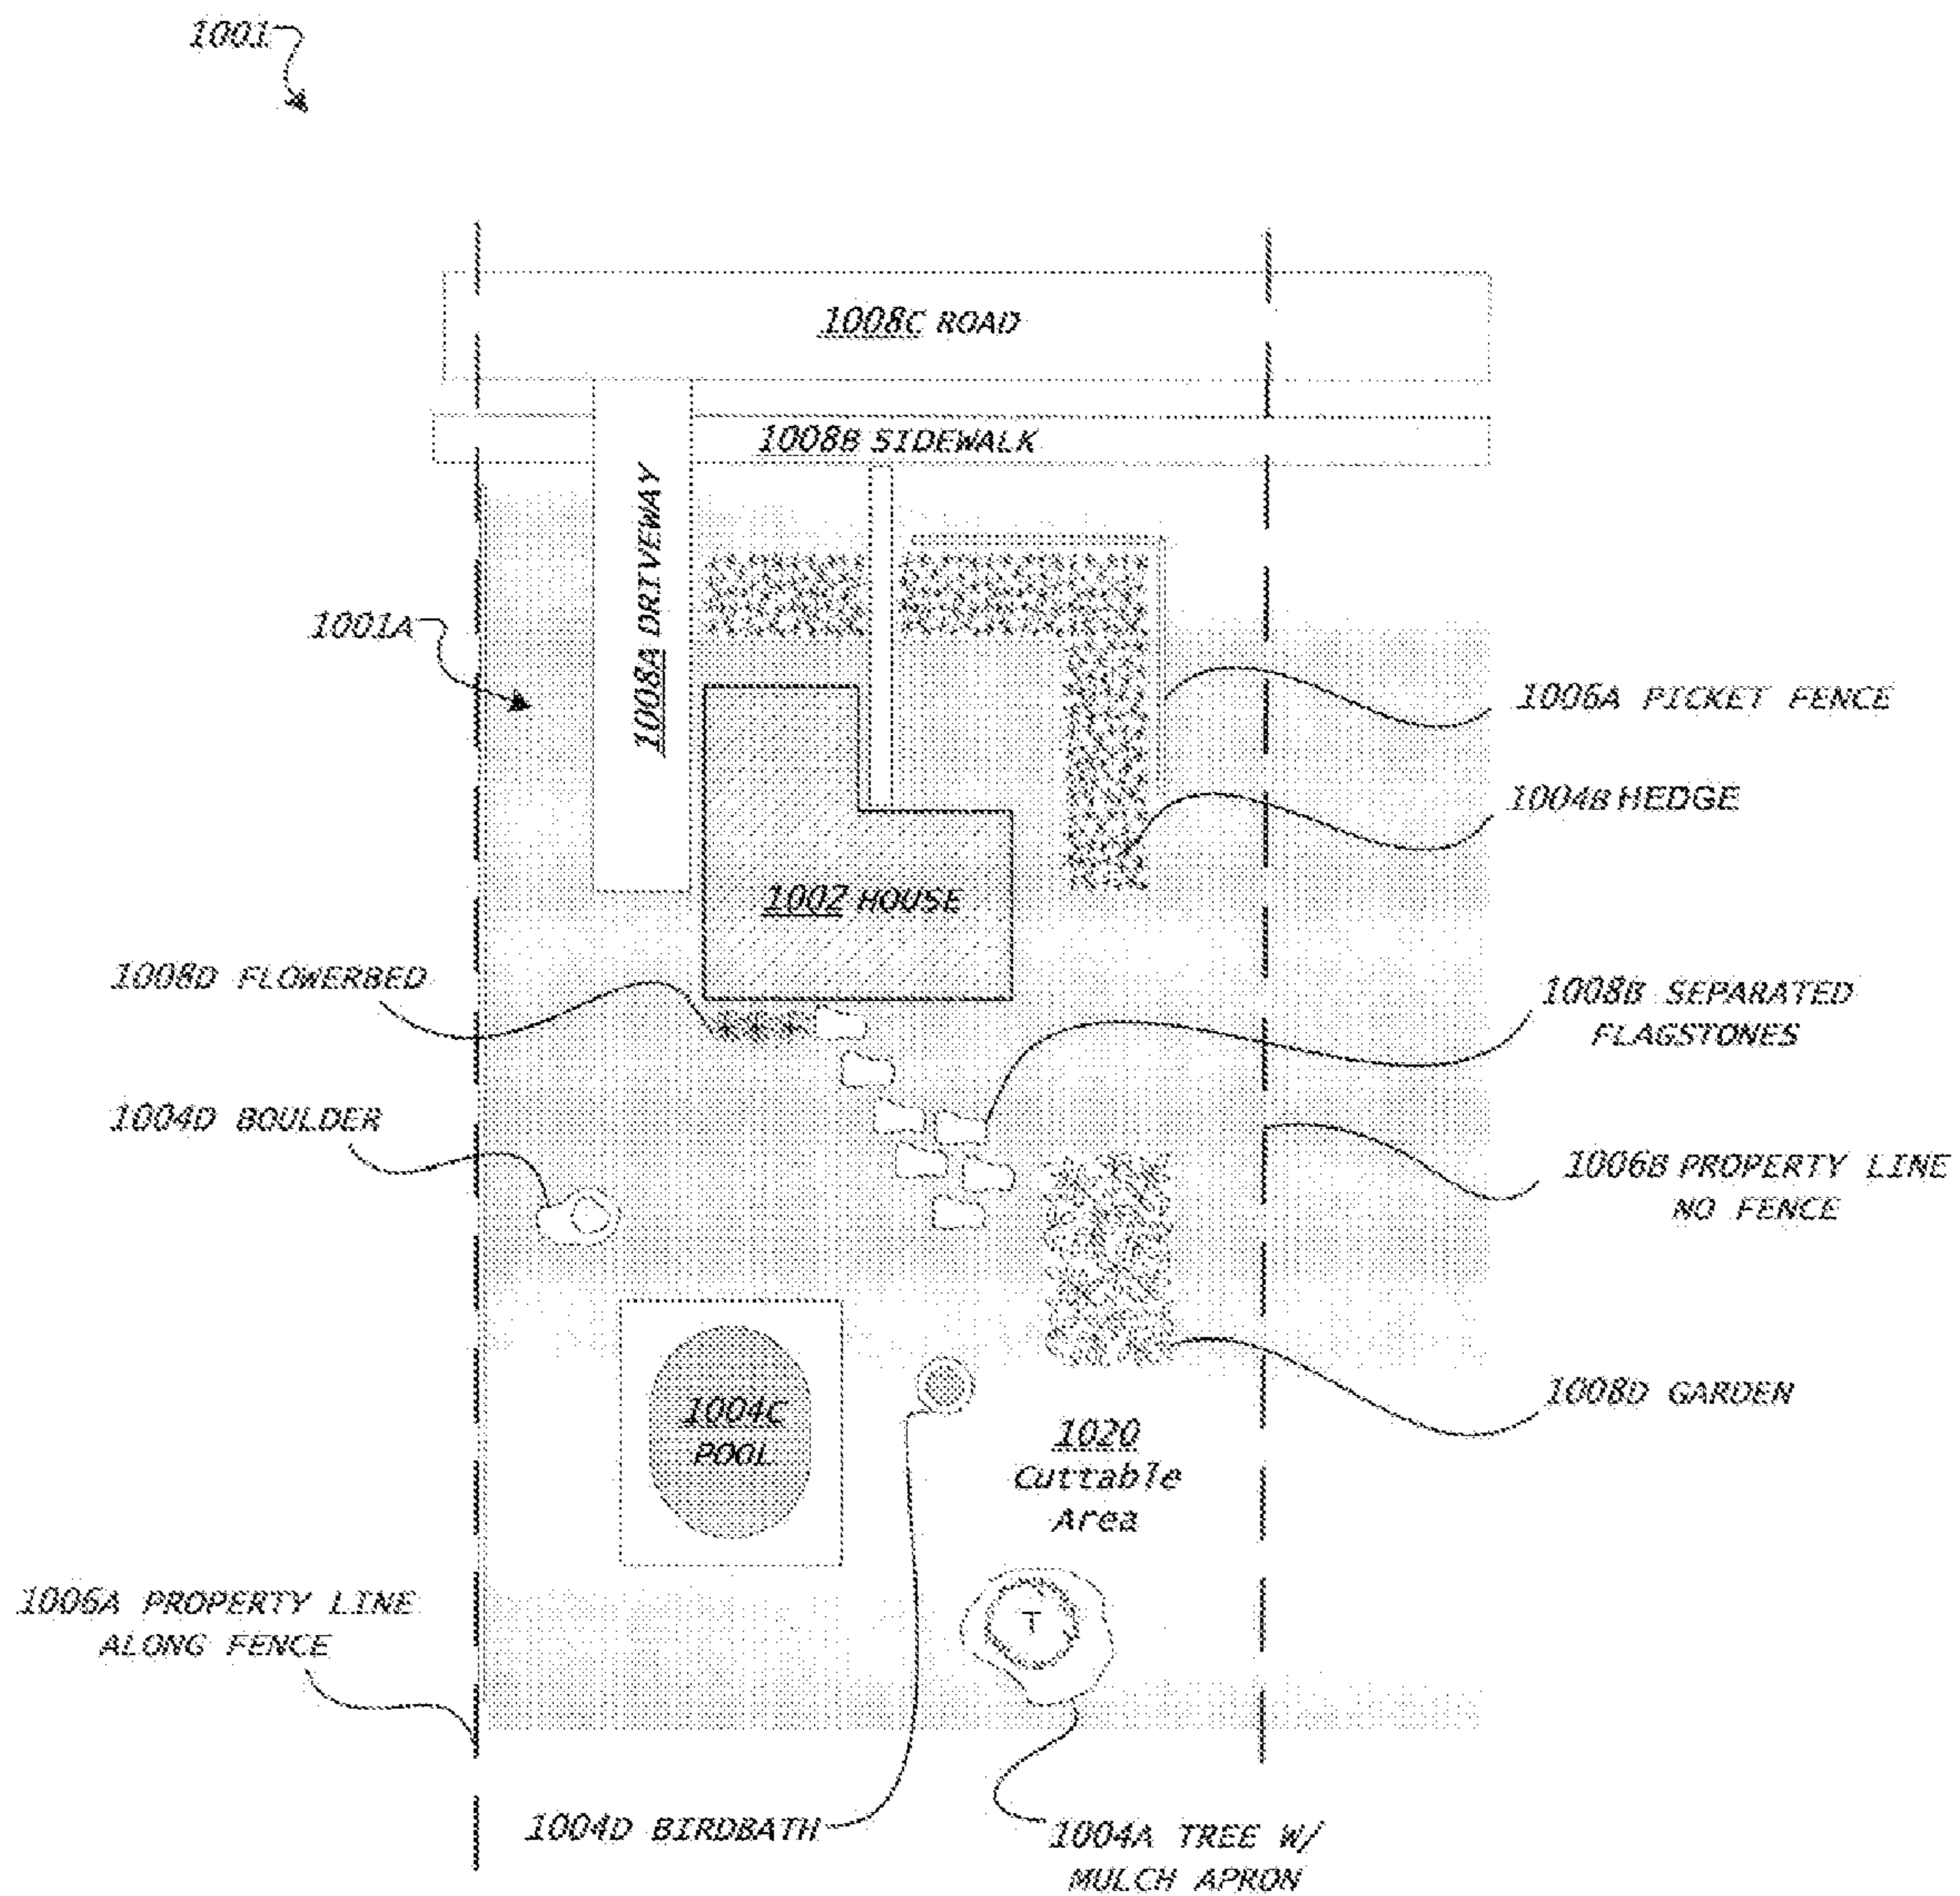 1001
1008C ROAD
1008B SIDEWALK
1008A DRIVEWAY
1001A
1006A PICKET FENCE
1004B HEDGE
1002 HOUSE
1008D FLOWERBED
1008B SEPARATED
FLAGSTONES
1004D BOULDER
1006B PROPERTY LINE
NO FENCE
1008D GARDEN
1004C
POOL
1020
Cuttable
Area
1006A PROPERTY LINE
ALONG FENCE
T
1004D BIRDBATH
1004A TREE W/
MULCH APRON